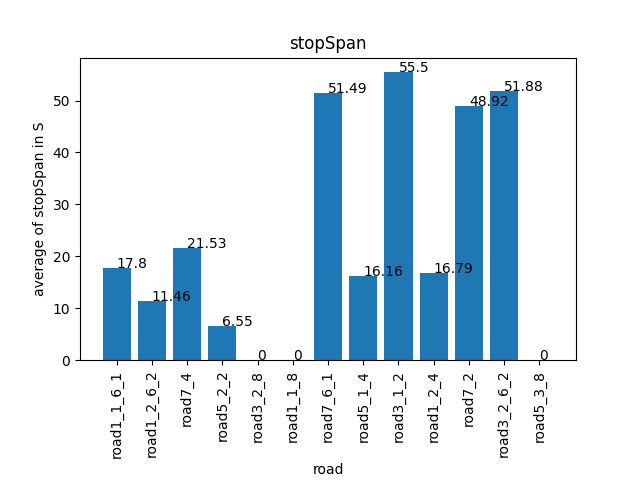 stopSpan
average of stopSpan in S
50
40
30
20
10
0
17.8
11.46
21.53
6.55
0
0
51.49
16.16
55.5
16.79
48.92
51.88
0
road1_1_6_1
road1_2_6_2
road7_4
road5_2_2
road3_2_8
road1_1_8
road7_6_1
road5_1_4
road3_1_2
road1_2_4
road7_2
road3_2_6_2
road5_3_8
road